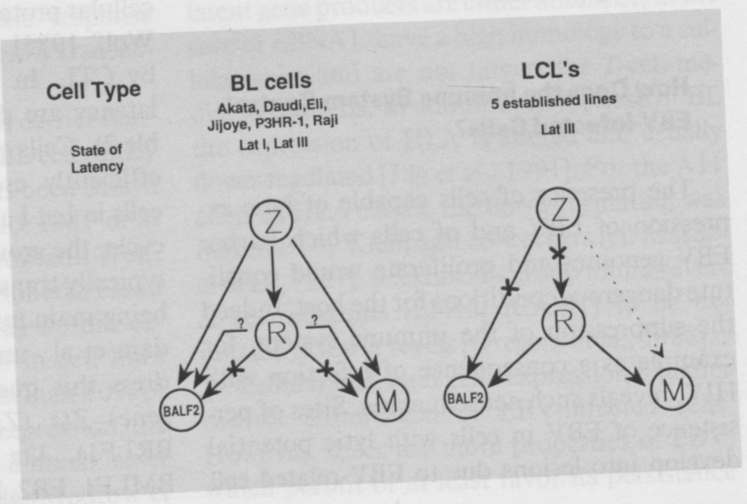 Cell Type
BL cells
Akata, Daudi,Eli,
Jijoye, P3HR-1, Raji
State of
Latency
Lat I, Lat III
LCL's
5 established lines
Lat III
Z
R
?
?
BALF2
M
Z
R
BALF2
M